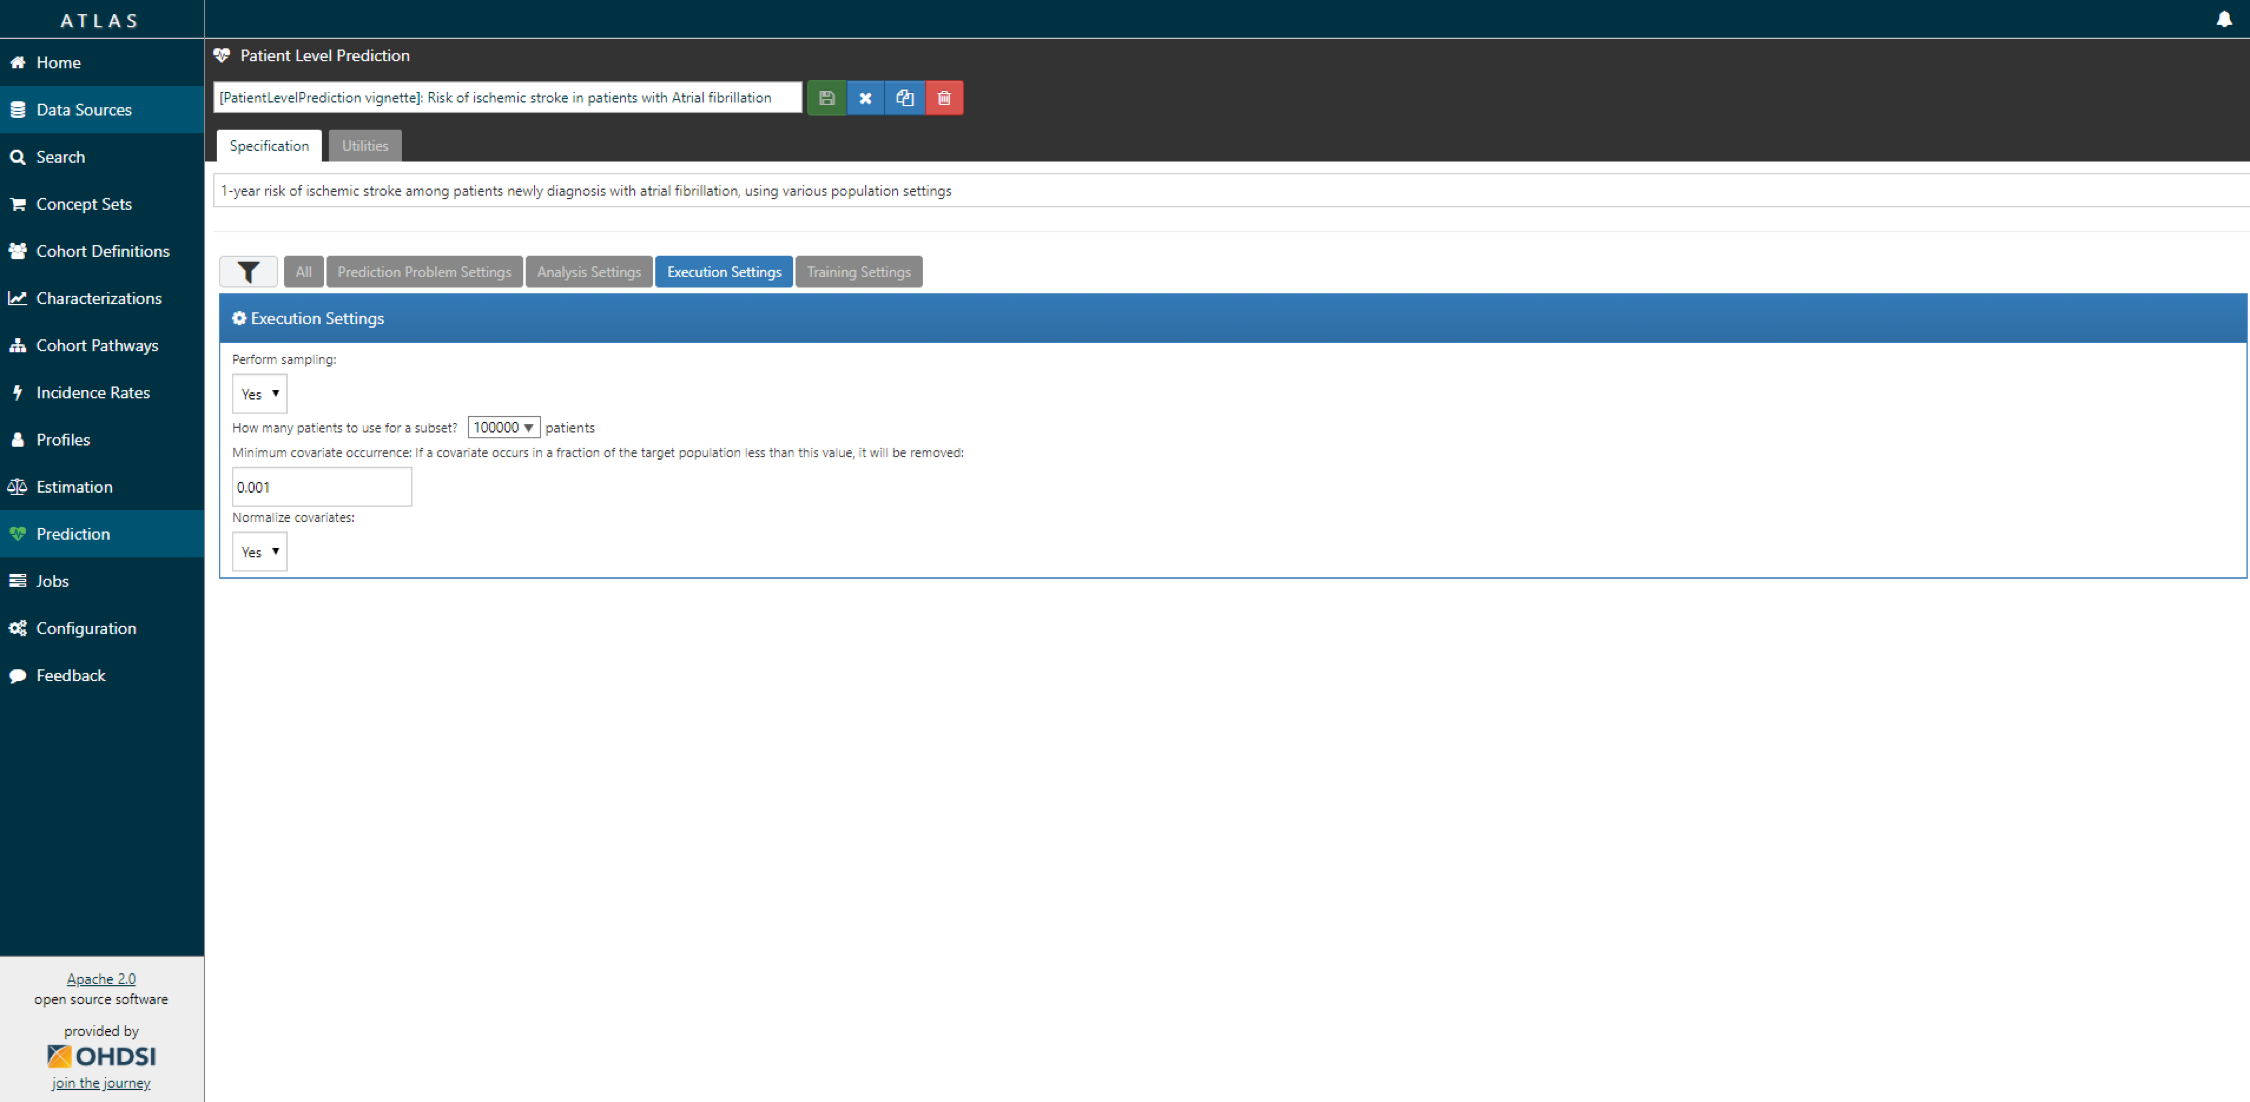 ATLAS
Home
Data Sources
Search
Concept Sets
Cohort Definitions
Characterizations
Cohort Pathways
Incidence Rates
Profiles
Estimation
Prediction
Jobs
Configuration
Feedback
Apache 2.0
open source software
provided by
OHDSI
join the journey
Patient Level Prediction
[PatientLevelPrediction vignette]: Risk of ischemic stroke in patients with Atrial fibrillation
Specification Utilities
1-year risk of ischemic stroke among patients newly diagnosis with atrial fibrillation, using various population settings
All Prediction Problem Settings Analysis Settings Execution Settings Training Settings
Execution Settings
Perform sampling:
Yes
How many patients to use for a subset? 100000 patients
Minimum covariate occurrence: If a covariate occurs in a fraction of the target population less than this value, it will be removed:
0.001
Normalize covariates:
Yes